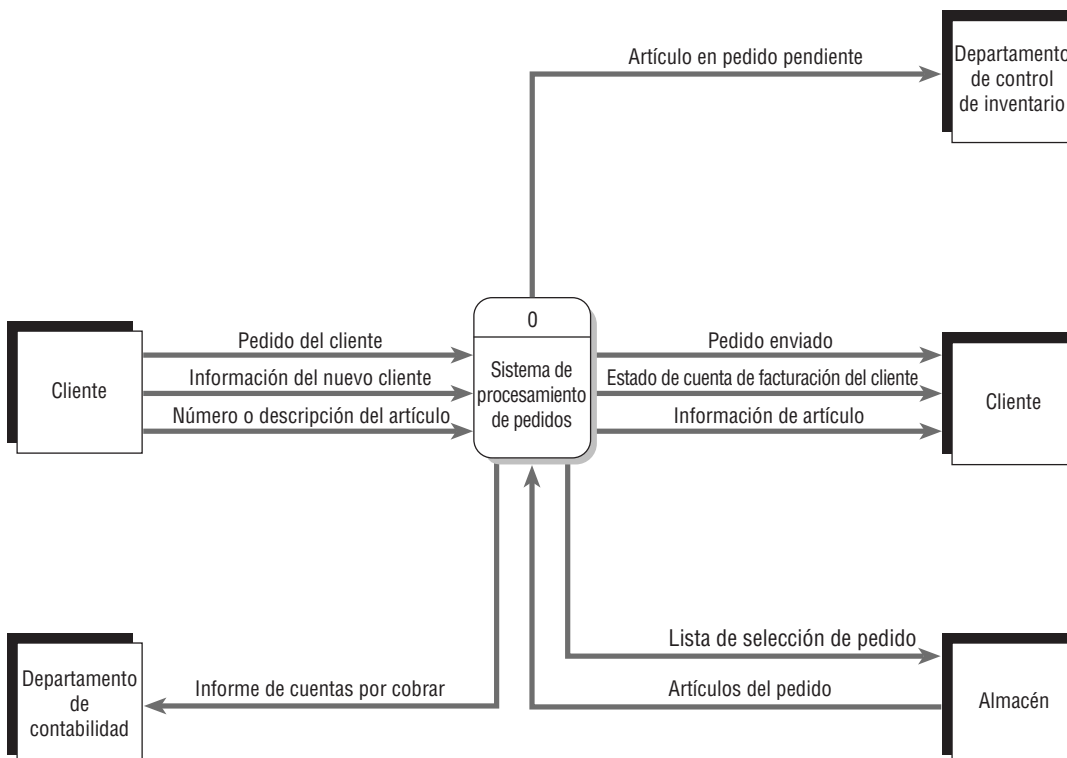 Artículo en pedido pendiente
Departamento
de control
de inventario
0
Sistema de
procesamiento
de pedidos
Cliente
Pedido del cliente
Información del nuevo cliente
Número o descripción del artículo
Pedido enviado
Estado de cuenta de facturación del cliente
Información de artículo
Cliente
Departamento
de
contabilidad
Informe de cuentas por cobrar
Lista de selección de pedido
Artículos del pedido
Almacén